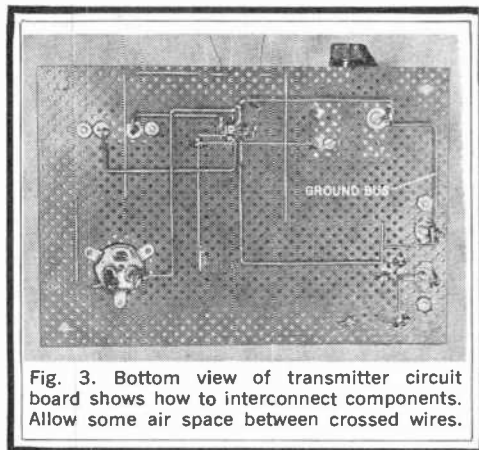 GROUND BUS
Fig. 3. Bottom view of transmitter circuit
board shows how to interconnect components.
Allow some air space between crossed wires.